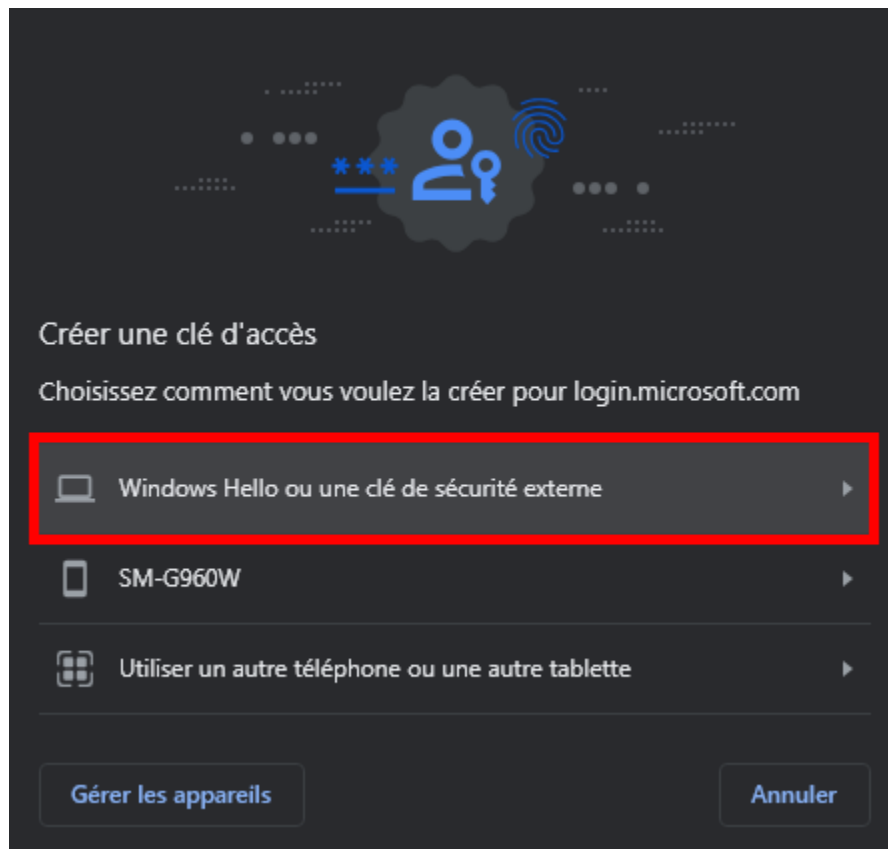 ***
Créer une clé d'accès
Choisissez comment vous voulez la créer pour login.microsoft.com
Windows Hello ou une clé de sécurité externe
SM-G960W
Utiliser un autre téléphone ou une autre tablette
Gérer les appareils
Annuler